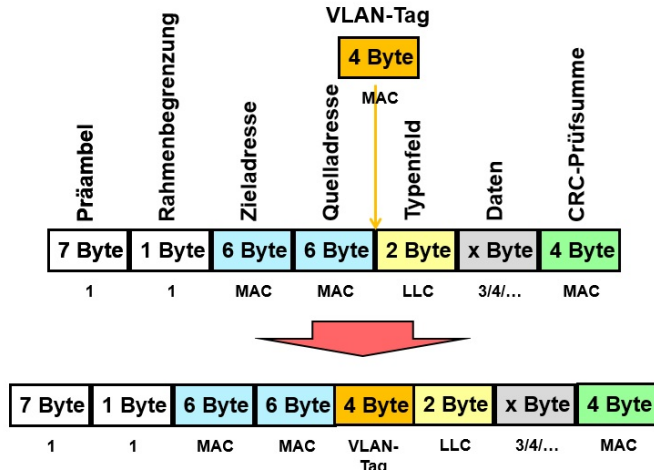 VLAN-Tag
4 Byte
MAC
Präambel
Rahmenbegrenzung
Zieladresse
Quelladresse
Typenfeld
Daten
CRC-Prüfsumme
7 Byte 1 Byte 6 Byte 6 Byte 2 Byte x Byte 4 Byte
1 1 MAC MAC LLC 3/4/... MAC
7 Byte 1 Byte 6 Byte 6 Byte 4 Byte 2 Byte x Byte 4 Byte
1 1 MAC MAC VLAN- LLC 3/4/... MAC
Tag